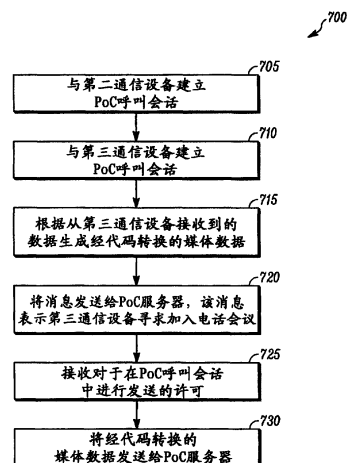 700
705
与第二通信设备建立
PoC呼叫会话
710
与第三通信设备建立
PoC呼叫会话
715
根据从第三通信设备接收到的
数据生成经代码转换的媒体数据
720
将消息发送给PoC服务器，该消息
表示第三通信设备寻求加入电话会议
725
接收对于在PoC呼叫会话
中进行发送的许可
730
将经代码转换的
媒体数据发送给PoC服务器